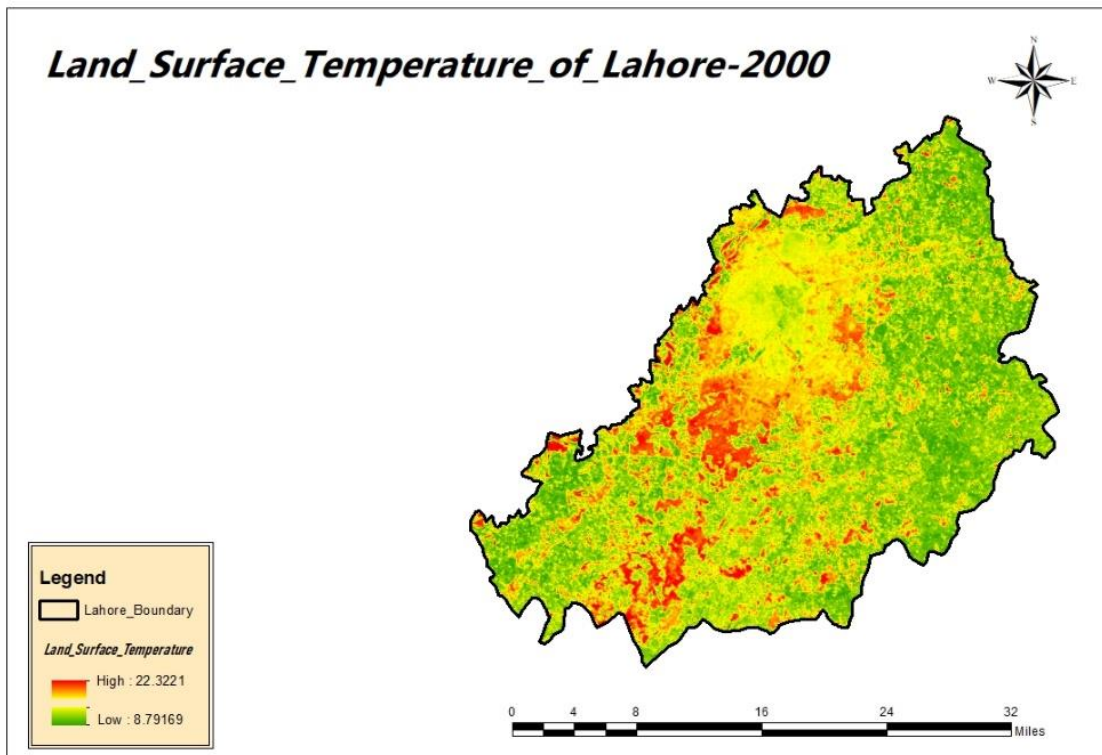 Land_Surface_Temperature_of_Lahore-2000
N
W E
S
Legend
Lahore_Boundary
Land_Surface_Temperature
High : 22.3221
Low : 8.79169
0 4 8 16 24 32
Miles